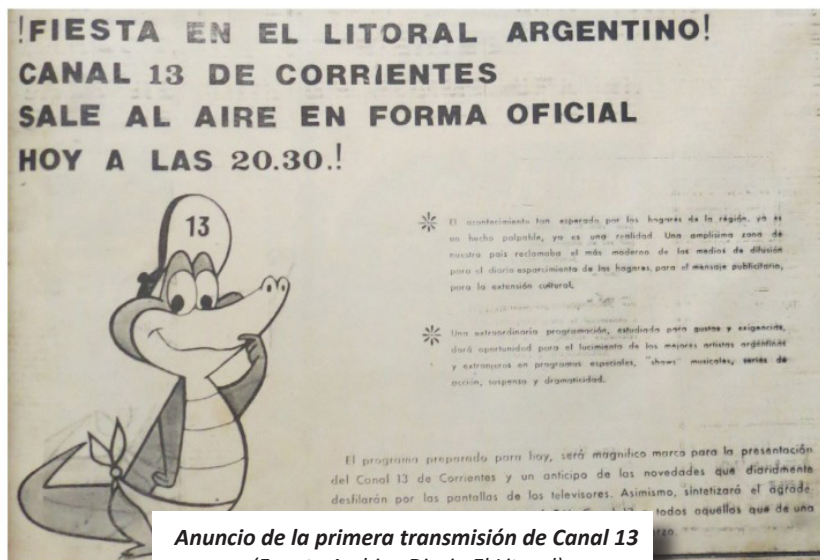 !FIESTA EN EL LITORAL ARGENTINO!
CANAL 13 DE CORRIENTES
SALE AL AIRE EN FORMA OFICIAL
HOY A LAS 20.30.!
13
El acontecimiento tan esperado por los hogares de la región, ya es
un hecho palpable, ya es una realidad. Una amplísima zona de
nuestro país reclamaba el más moderno de los medios de difusión
para el diario esparcimiento de los hogares, para el mensaje publicitario,
para la extensión cultural.
Una extraordinaria programación, estudiada para gustos y exigencias,
dará oportunidad para el lucimiento de los mejores artistas argentinos
y extranjeros en programas especiales, "shows" musicales, series de
acción, suspenso y dramaticidad.
El programa preparado para hoy, será magnífico marco para la presentación
del Canal 13 de Corrientes y un anticipo de las novedades que diariamente
desfilarán por las pantallas de los televisores. Asimismo, sintetizará el agrade-
todos aquéllos que de una
Anuncio de la primera transmisión de Canal 13